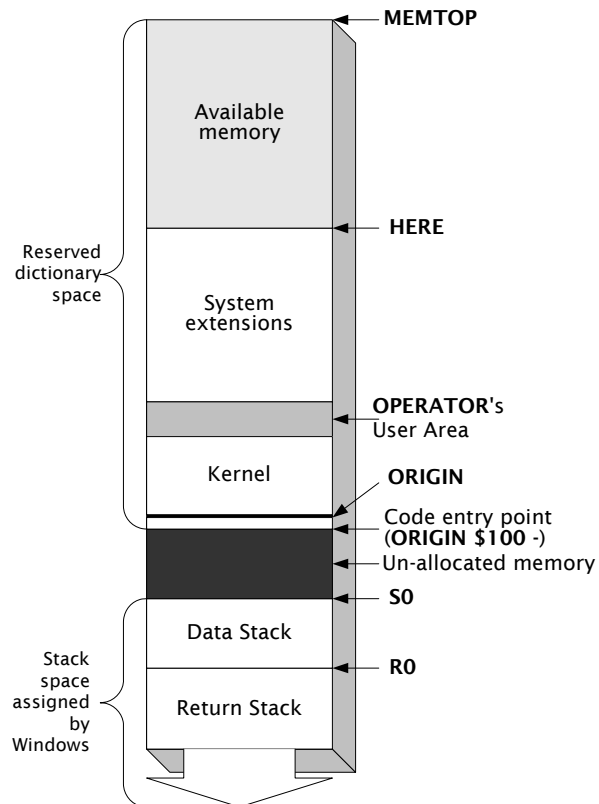 MEMTOP
Available
memory
HERE
Reserved
dictionary
space
System
extensions
OPERATOR's
User Area
Kernel
ORIGIN
Code entry point
(ORIGIN $100 -)
Un-allocated memory
S0
Data Stack
R0
Stack
space
assigned
by
Windows
Return Stack